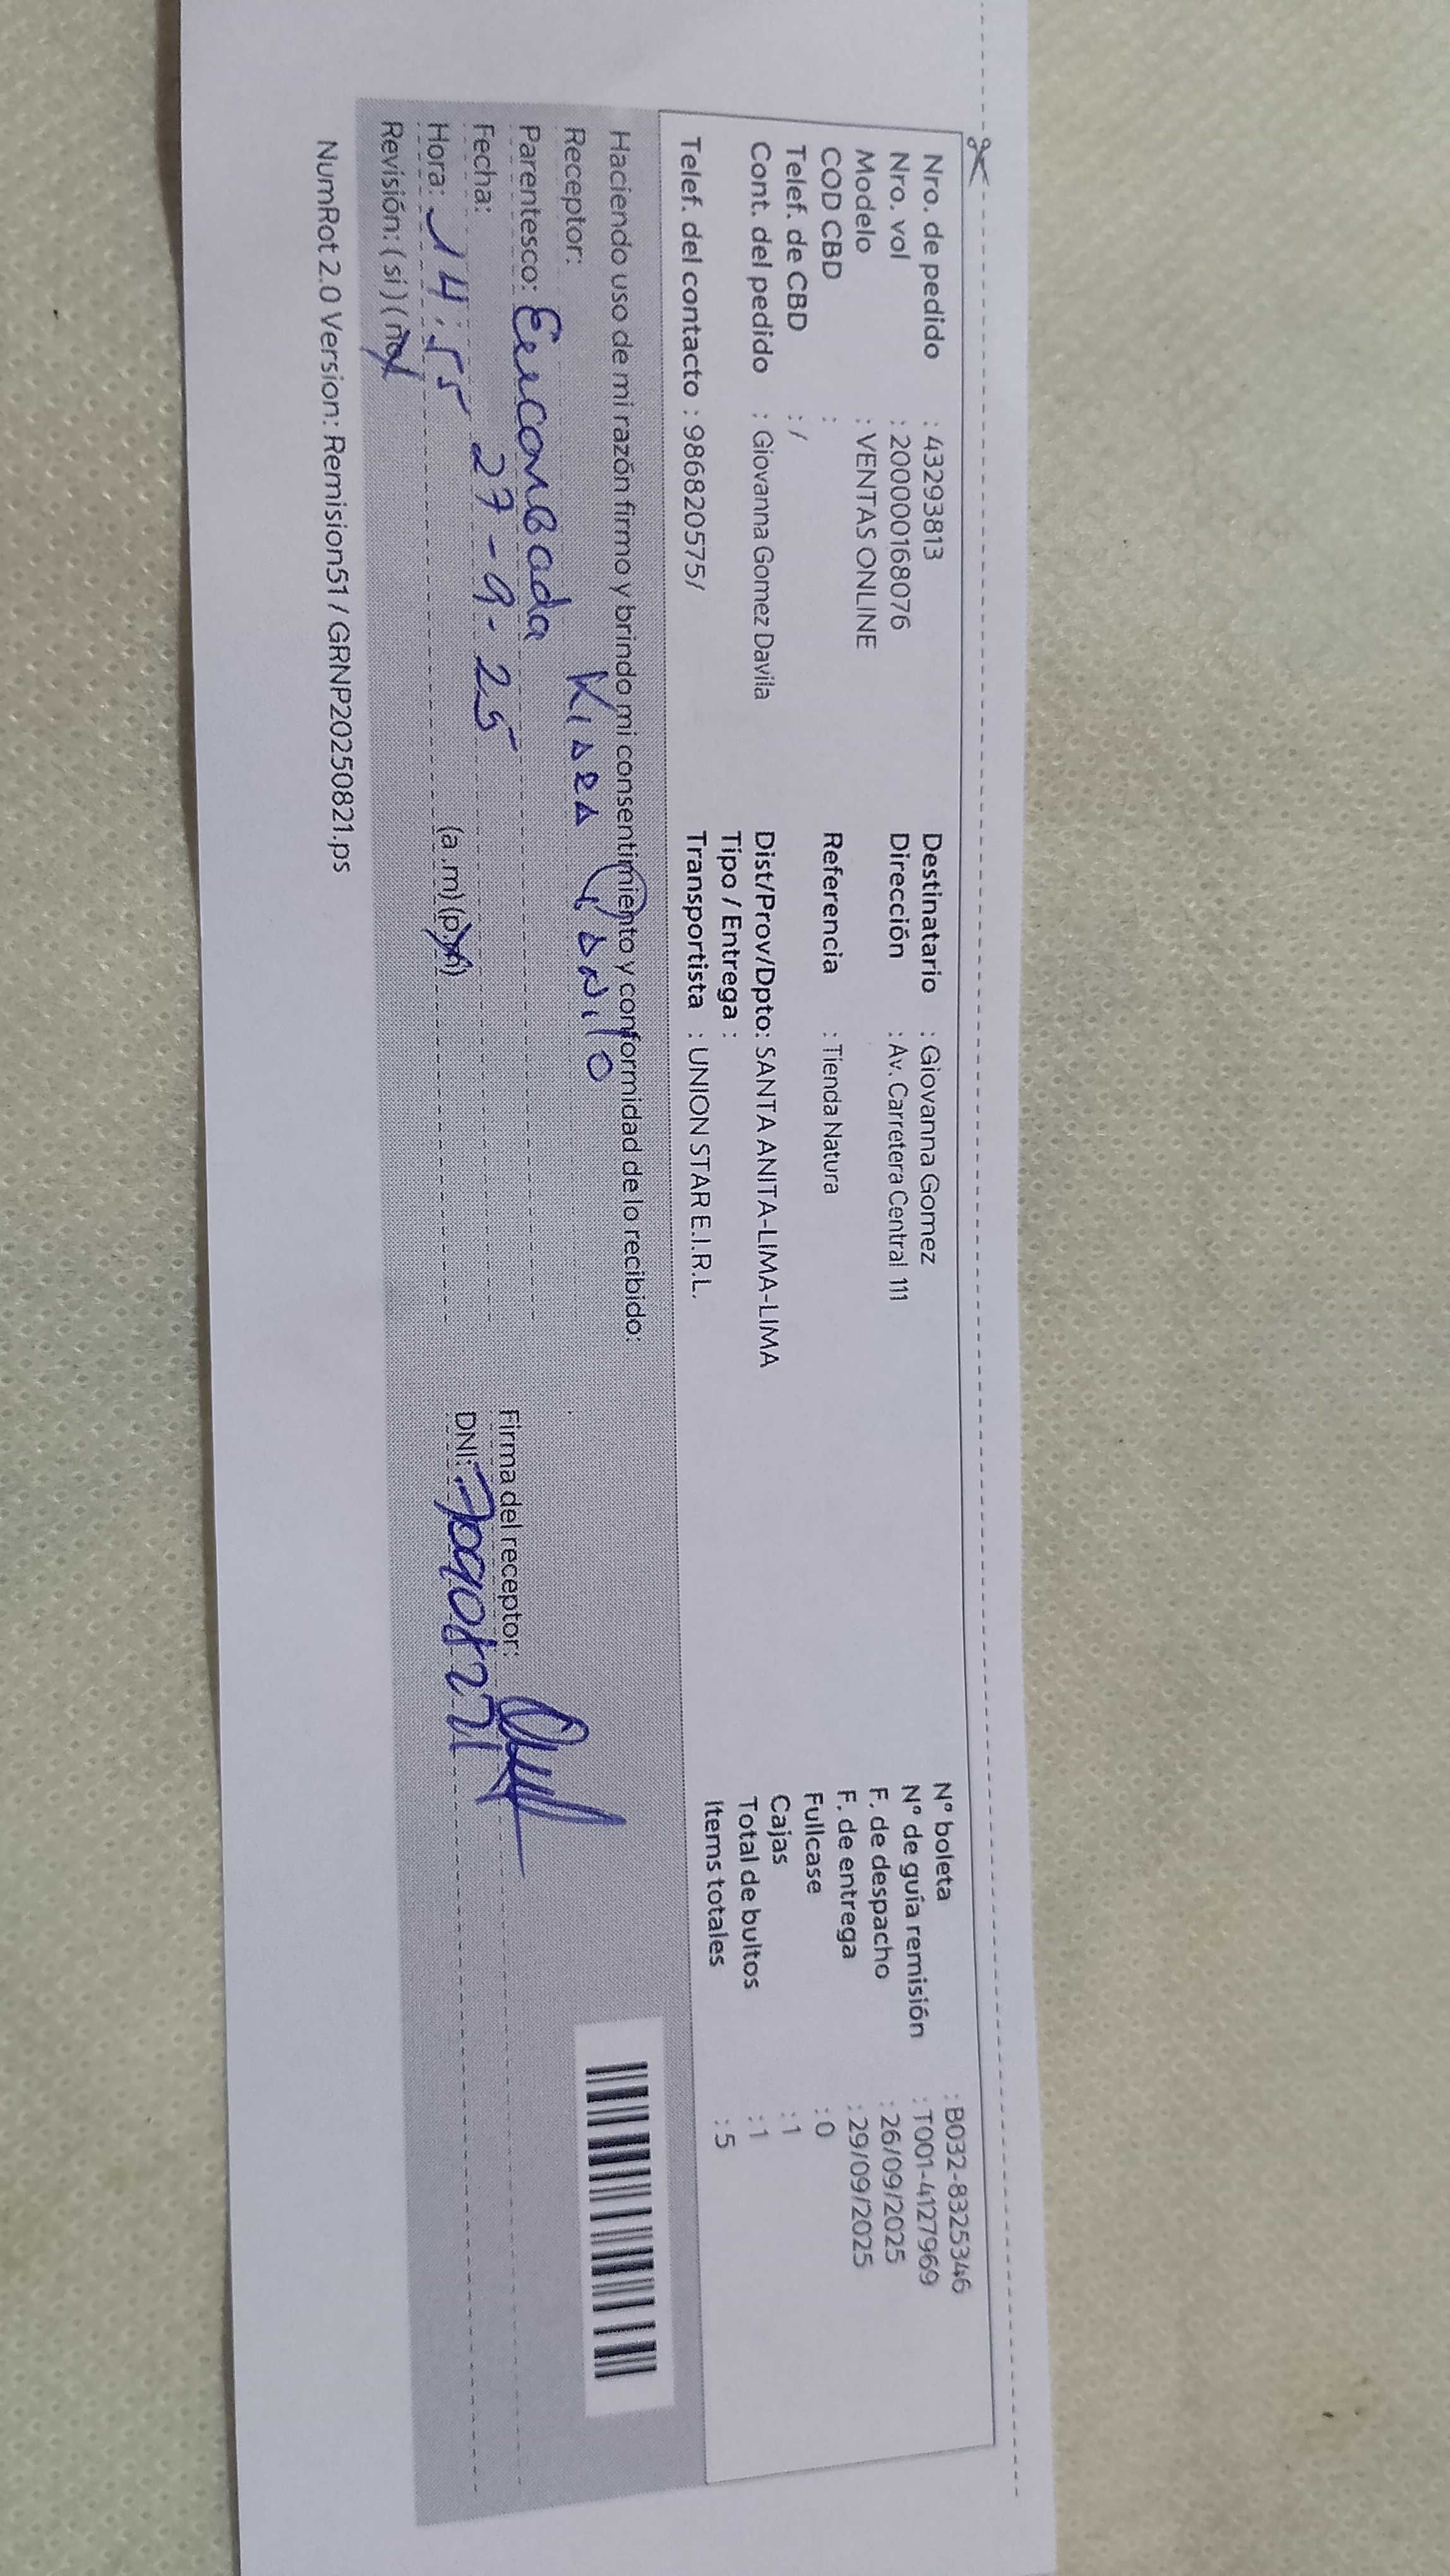 Nro. de pedido : 43293813
Nro. vol : 200000168076
Modelo : VENTAS ONLINE
COD CBD :
Telef. de CBD : /
Cont. del pedido : Giovanna Gomez Davila
Telef. del contacto : 986820575/
Destinatario : Giovanna Gomez
Dirección : Av. Carretera Central 111
Referencia : Tienda Natura
Dist/Prov/Dpto: SANTA ANITA-LIMA-LIMA
Tipo / Entrega :
Transportista : UNION STAR E.I.R.L.
N° boleta : B032-8325346
N° de guía remisión : T001-4127969
F. de despacho : 26/09/2025
F. de entrega : 29/09/2025
Fullcase : 0
Cajas : 1
Total de bultos : 1
Items totales : 5
Haciendo uso de mi razón firmo y brindo mi consentimiento y conformidad de lo recibido:
Receptor: KIARA
Parentesco: Encargada
Fecha: 27-9-25
Hora: 14:55 (a.m) (p.m)
Revisión: (si) (no)
Firma del receptor:
DNI:
NumRot 2.0 Version: Remision51 / GRNP20250821.ps